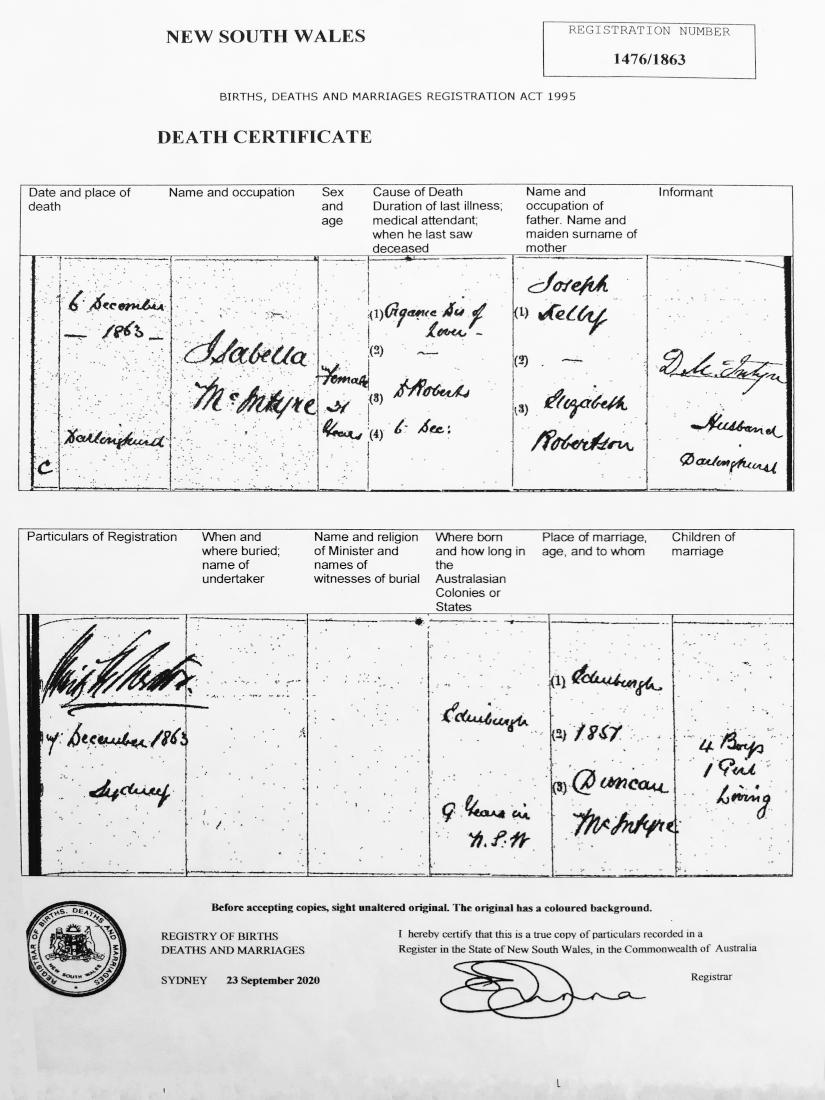 NEW SOUTH WALES
REGISTRATION NUMBER
1476/1863
BIRTHS, DEATHS AND MARRIAGES REGISTRATION ACT 1995
DEATH CERTIFICATE
Date and place of
death
Name and occupation
Sex
and
age
Cause of Death
Duration of last illness;
medical attendant;
when he last saw
deceased
Name and
occupation of
father. Name and
maiden surname of
mother
Informant
6 December
— 1863 —
Darlinghurst
C
Isabella
McIntyre
Female
31
Years
(1) Organic Dis of
Liver -
(2) —
(3) D Roberts
(4) 6 Dec:
Joseph
(1) Kelly
(2) . —
(3) Elizabeth
Robertson
D. McIntyre
Husband
Darlinghurst
Particulars of Registration
When and
where buried;
name of
undertaker
Name and religion
of Minister and
names of
witnesses of burial
Where born
and how long in
the
Australasian
Colonies or
States
Place of marriage,
age, and to whom
Children of
marriage
December 1863
Sydney
Edinburgh
9 Years in
N.S.W
(1) Edinburgh
(2) 1851
(3) Duncan
McIntyre
4 Boys
1 Girl
Living
Before accepting copies, sight unaltered original. The original has a coloured background.
REGISTRAR OF BIRTHS, DEATHS AND MARRIAGES
NEW SOUTH WALES
REGISTRY OF BIRTHS
DEATHS AND MARRIAGES
SYDNEY 23 September 2020
I hereby certify that this is a true copy of particulars recorded in a
Register in the State of New South Wales, in the Commonwealth of Australia
Registrar